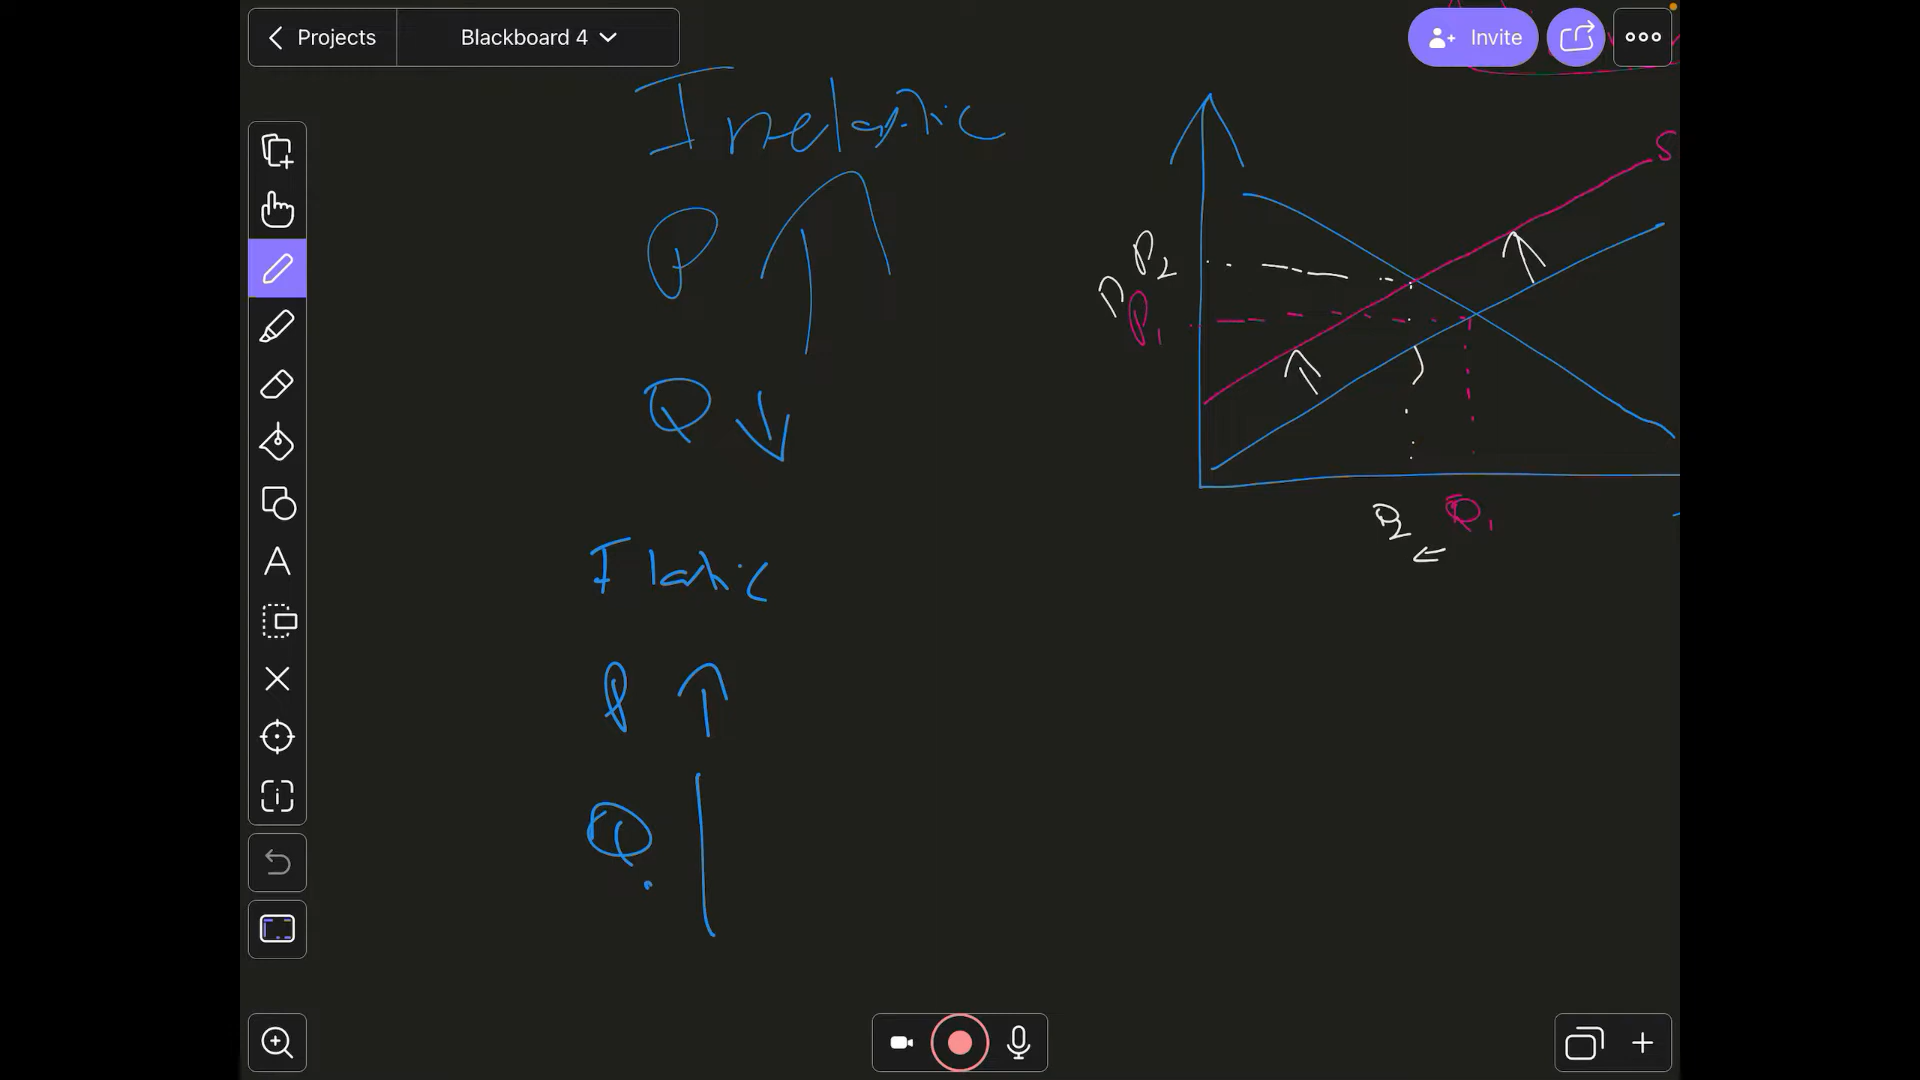 Projects
Blackboard 4
Invite
Inelastic
P
Q
Elastic
P
Q
S
P2
P1
Q2
Q1